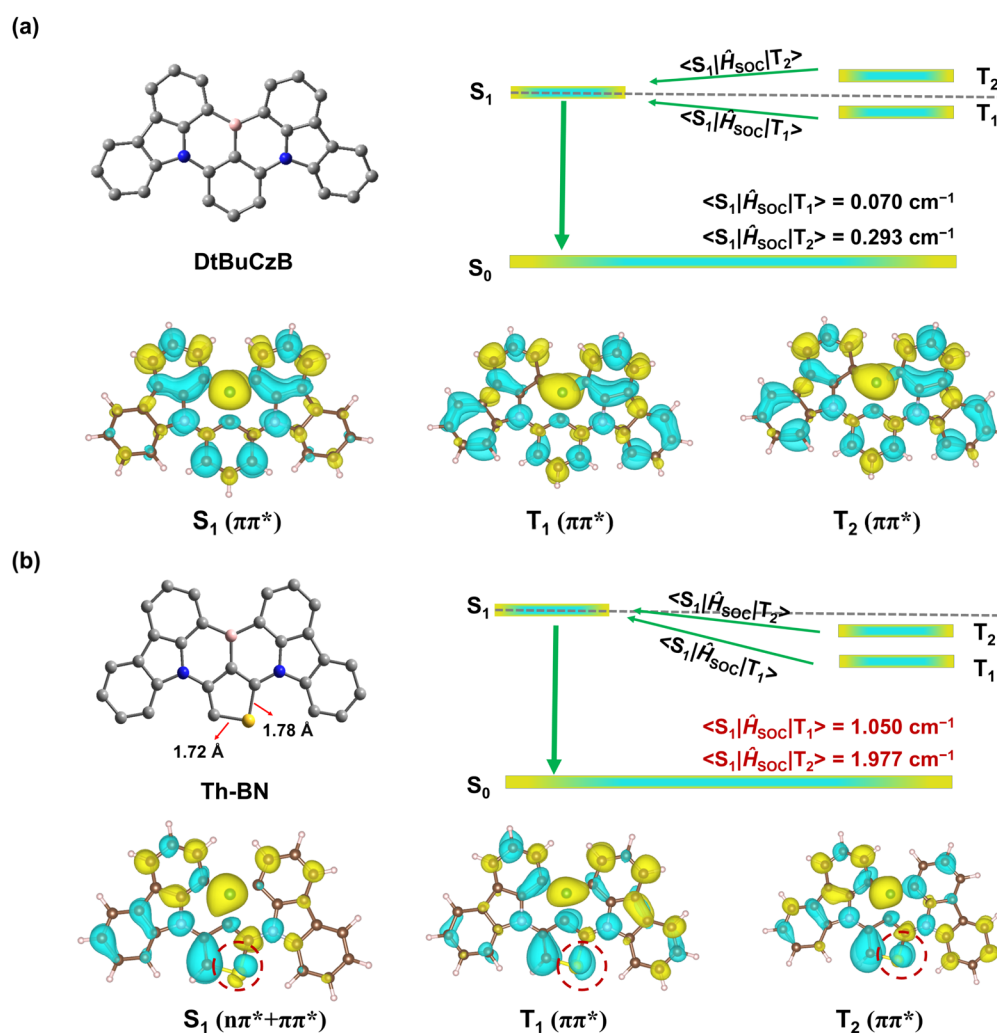 (a)
<S₁|ĤSOC|T₂>
T₂
S₁
T₁
<S₁|ĤSOC|T₁>
<S₁|ĤSOC|T₁> = 0.070 cm⁻¹
<S₁|ĤSOC|T₂> = 0.293 cm⁻¹
DtBuCzB
S₀
S₁ (ππ*)
T₁ (ππ*)
T₂ (ππ*)
(b)
S₁
<S₁|ĤSOC|T₂>
T₂
<S₁|ĤSOC|T₁>
T₁
1.78 Å
1.72 Å
<S₁|ĤSOC|T₁> = 1.050 cm⁻¹
<S₁|ĤSOC|T₂> = 1.977 cm⁻¹
Th-BN
S₀
S₁ (nπ*+ππ*)
T₁ (ππ*)
T₂ (ππ*)